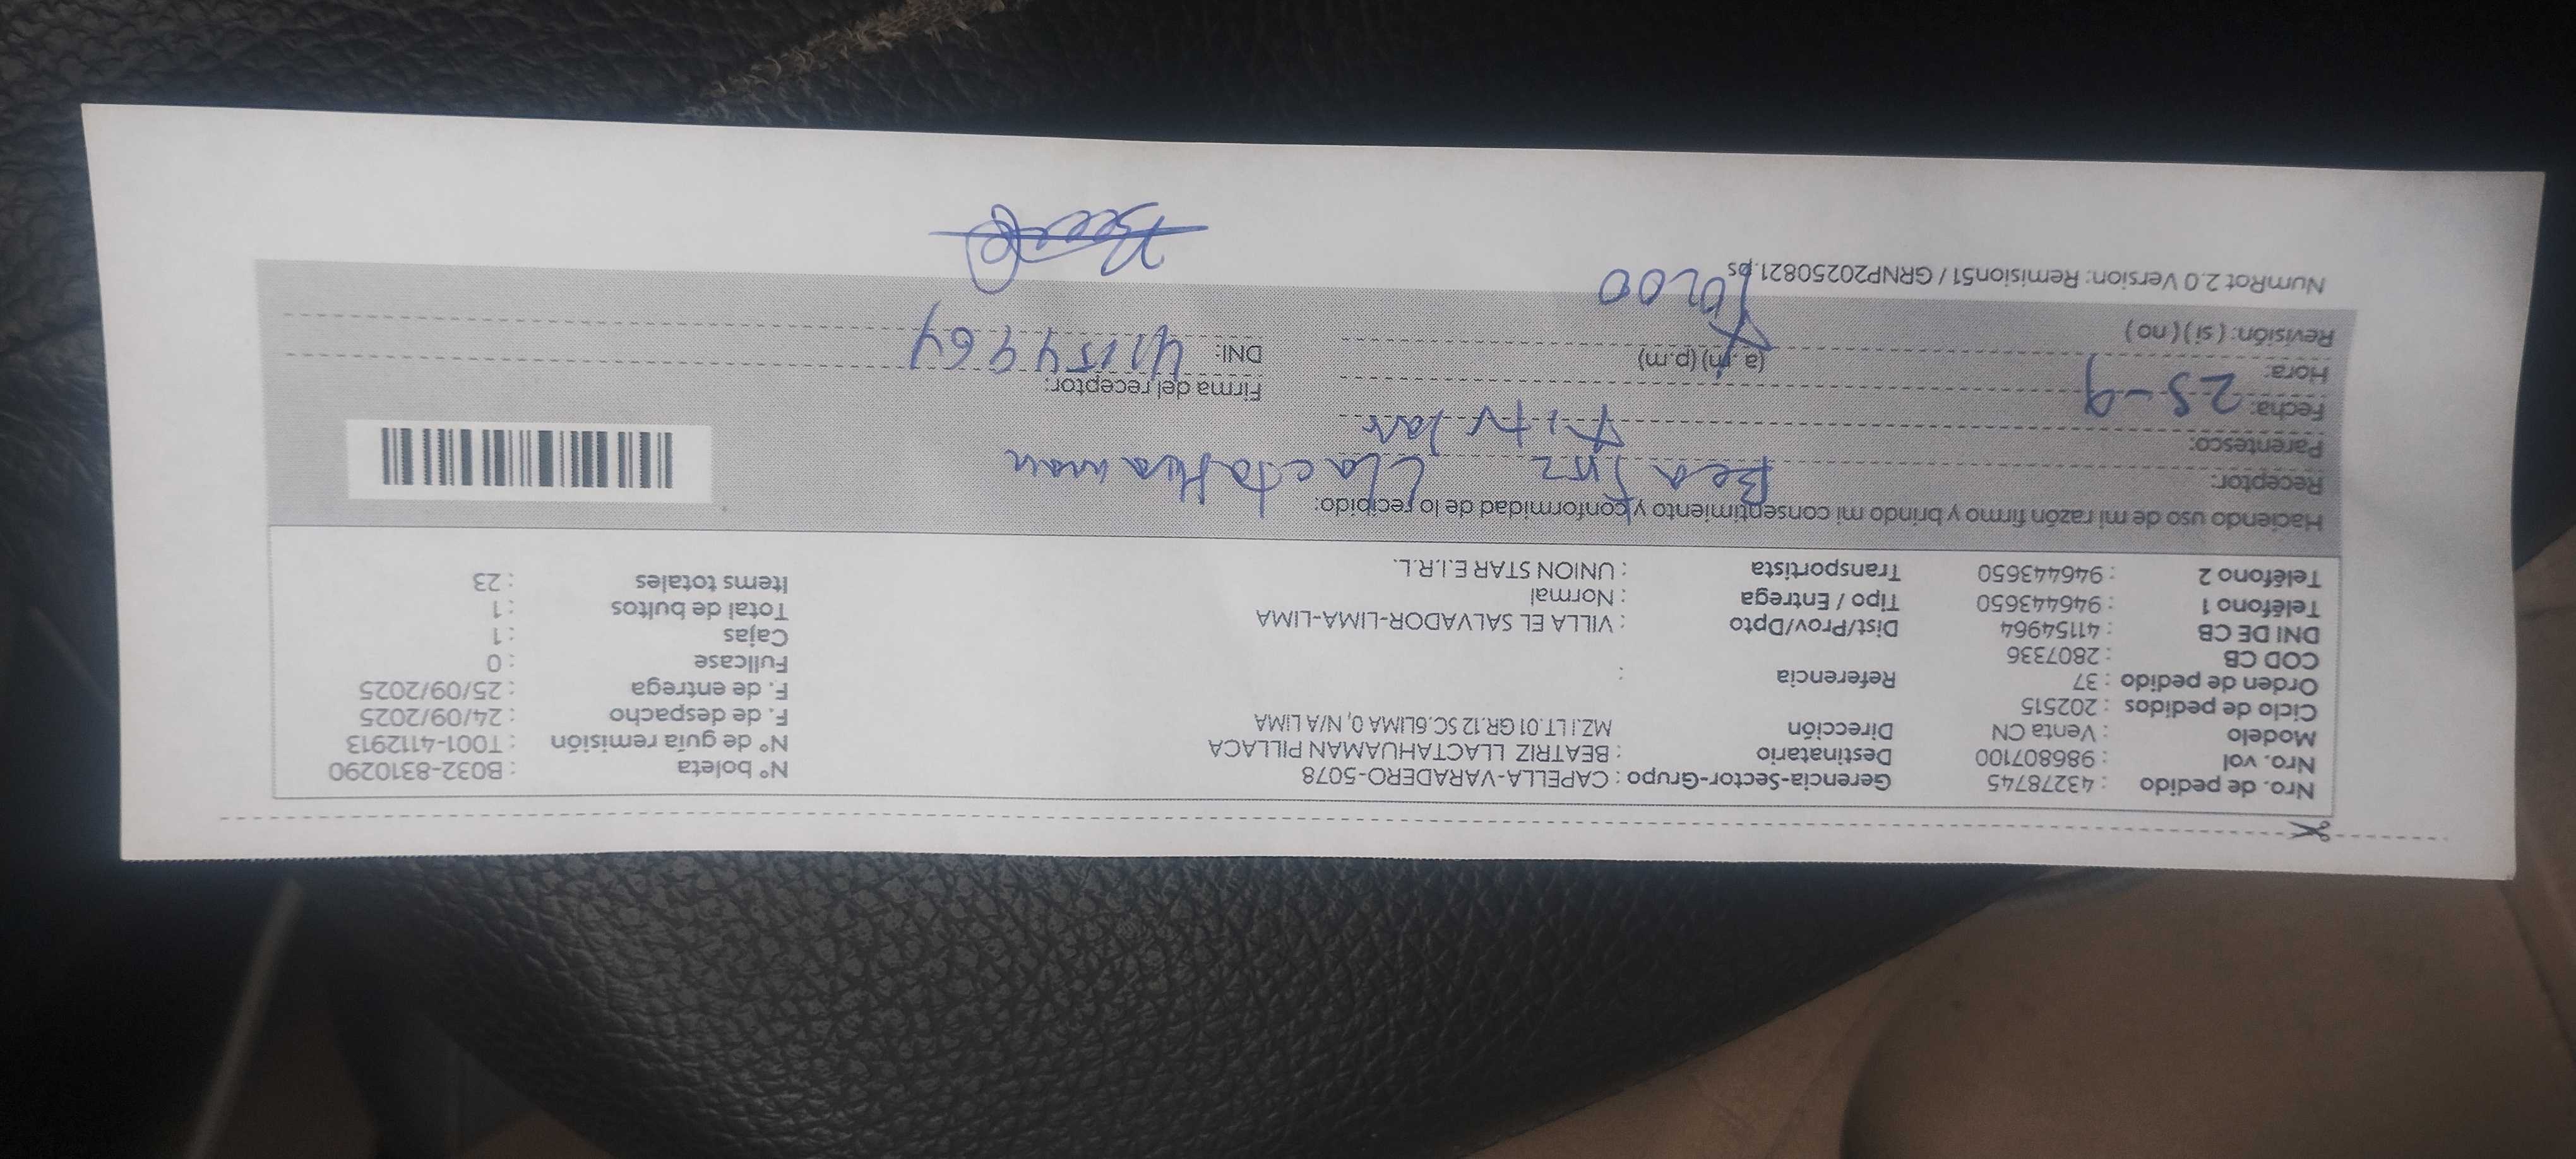 Nro. de pedido : 43278745 Gerencia-Sector-Grupo : CAPELLA-VARADERO-5078 N° boleta : B032-8310290
Nro. vol : 986807100 Destinatario : BEATRIZ LLACTAHUAMAN PILLACA N° de guía remisión : T001-4112913
Modelo : Venta CN Dirección MZ.I LT.01 GR.12 SC.6LIMA 0, N/A LIMA F. de despacho : 24/09/2025
Ciclo de pedidos : 202515 F. de entrega : 25/09/2025
Orden de pedido : 37 Referencia : Fullcase : 0
COD CB : 2807336 Cajas : 1
DNI DE CB : 41154964 Dist/Prov/Dpto : VILLA EL SALVADOR-LIMA-LIMA Total de bultos : 1
Teléfono 1 : 946443650 Tipo / Entrega : Normal Items totales : 23
Teléfono 2 : 946443650 Transportista : UNION STAR E.I.R.L.
Haciendo uso de mi razón firmo y brindo mi consentimiento y conformidad de lo recibido:
Receptor: Beatriz Llactahuaman
Parentesco: Titular
Fecha: 25-9 Firma del receptor:
Hora: (a.m) (p.m) DNI: 41154964
Revisión: ( si ) ( no )
NumRot 2.0 Version: Remision51 / GRNP20250821.ps